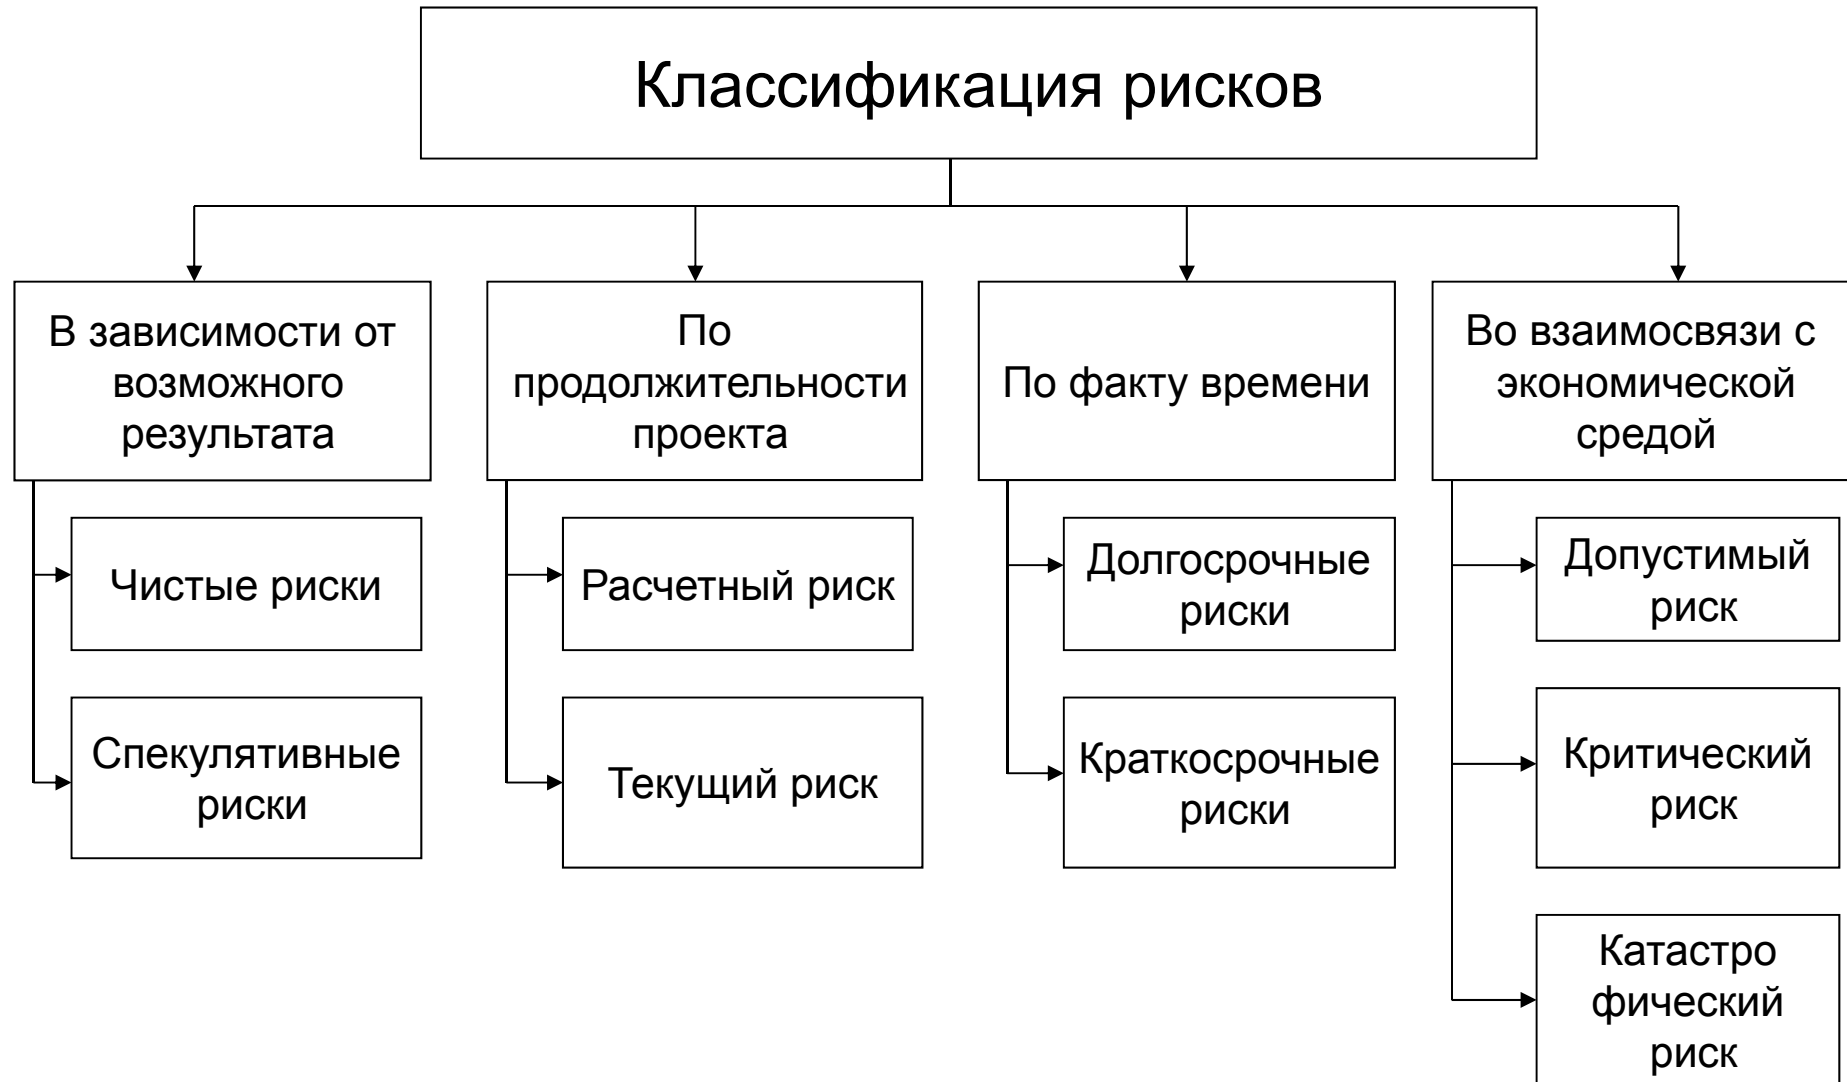 Классификация рисков
В зависимости от
возможного
результата
По
продолжительности
проекта
По факту времени
Во взаимосвязи с
экономической
средой
Чистые риски
Спекулятивные
риски
Расчетный риск
Текущий риск
Долгосрочные
риски
Краткосрочные
риски
Допустимый
риск
Критический
риск
Катастро
фический
риск